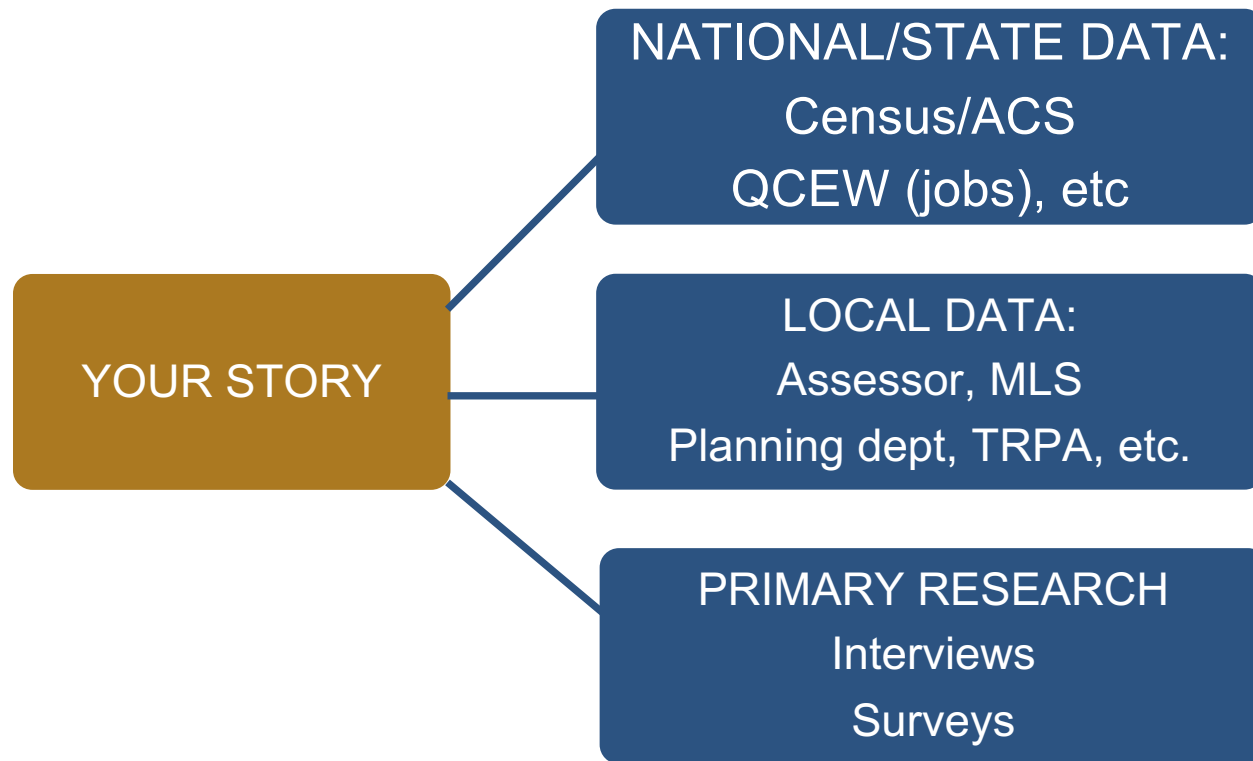 NATIONAL/STATE DATA:
Census/ACS
QCEW (jobs), etc
YOUR STORY
LOCAL DATA:
Assessor, MLS
Planning dept, TRPA, etc.
PRIMARY RESEARCH
Interviews
Surveys